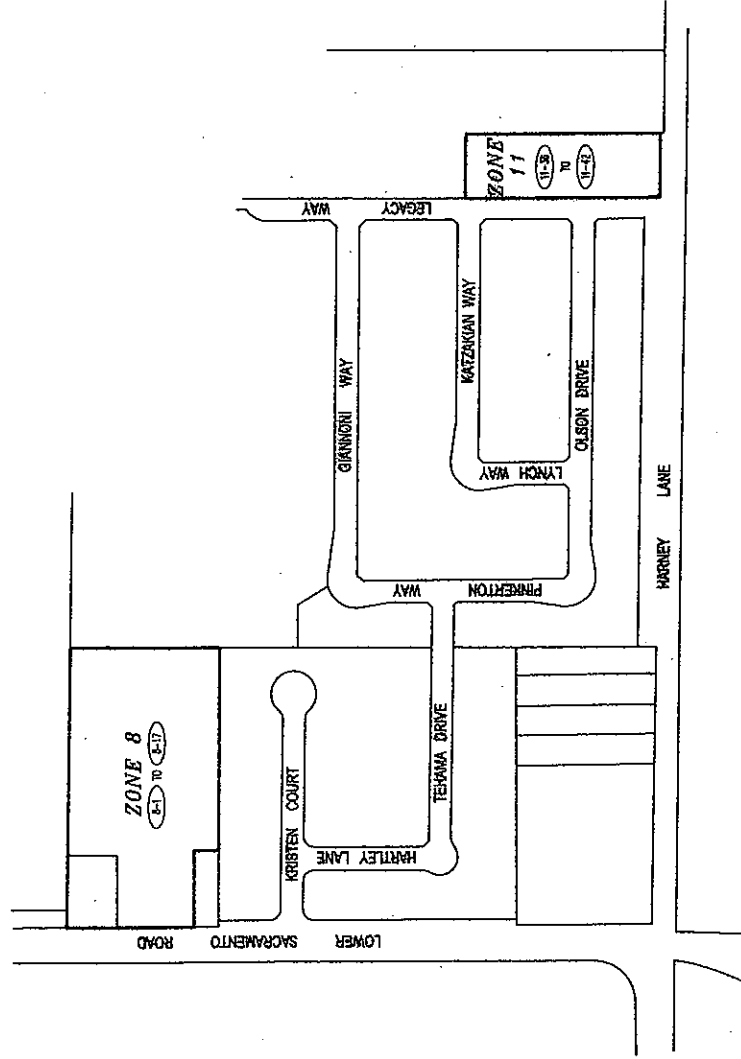 ZONE 8
8-1 TO 8-17
ZONE
11
11-38
TO
11-42
LOWER SACRAMENTO ROAD
KRISTEN COURT
HARTLEY LANE
TEHAMA DRIVE
PINKERTON WAY
GIANNONI WAY
LEGACY WAY
KATZAKIAN WAY
LYNCH WAY
OLSON DRIVE
HARNEY LANE